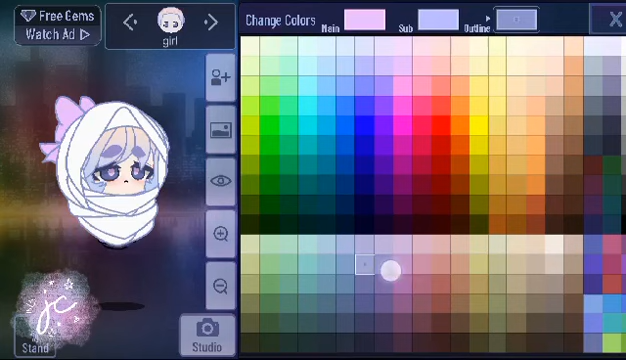 Free Gems
Watch Ad
girl
Change Colors
Main
Sub
Outline
X
jc
Stand
Studio